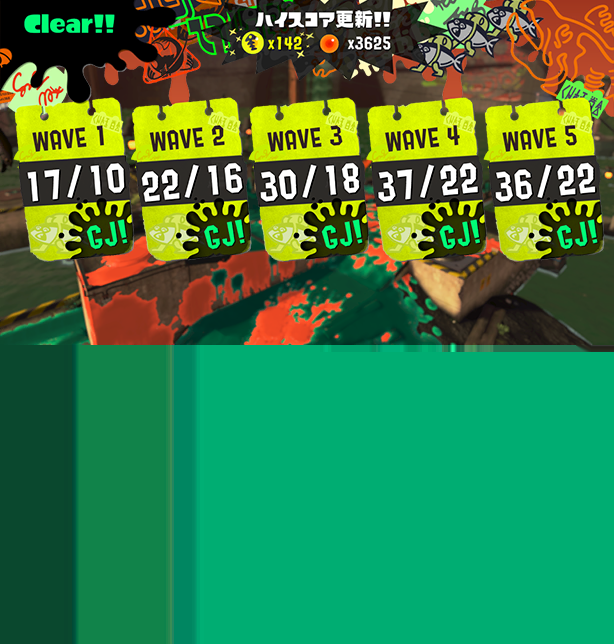 Clear!!
ハイスコア更新!!
x142 x3625
WAVE 1
17/10
GJ!
WAVE 2
22/16
GJ!
WAVE 3
30/18
GJ!
WAVE 4
37/22
GJ!
WAVE 5
36/22
GJ!